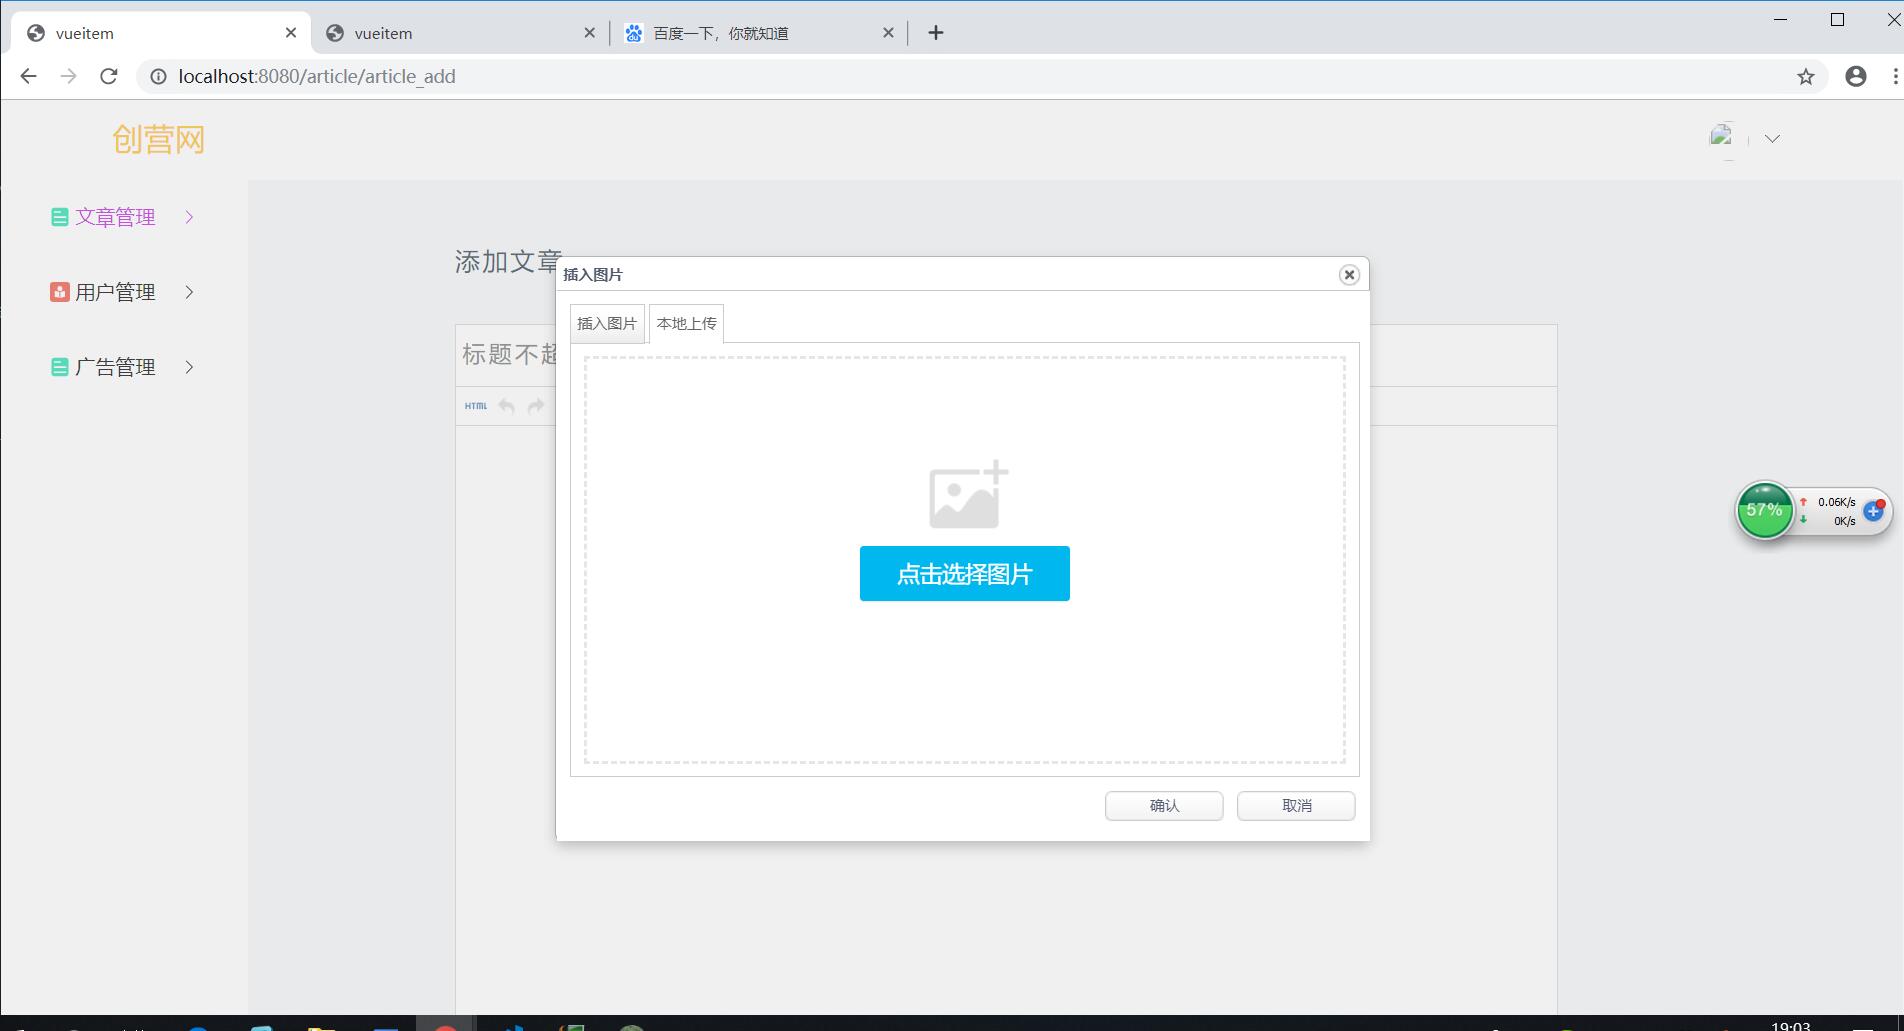 vueitem
vueitem
百度一下，你就知道
localhost:8080/article/article_add
创营网
文章管理
用户管理
广告管理
添加文章
插入图片
插入图片
本地上传
标题不超
HTML
点击选择图片
确认
取消
57%
0.06K/s
0K/s
19:03